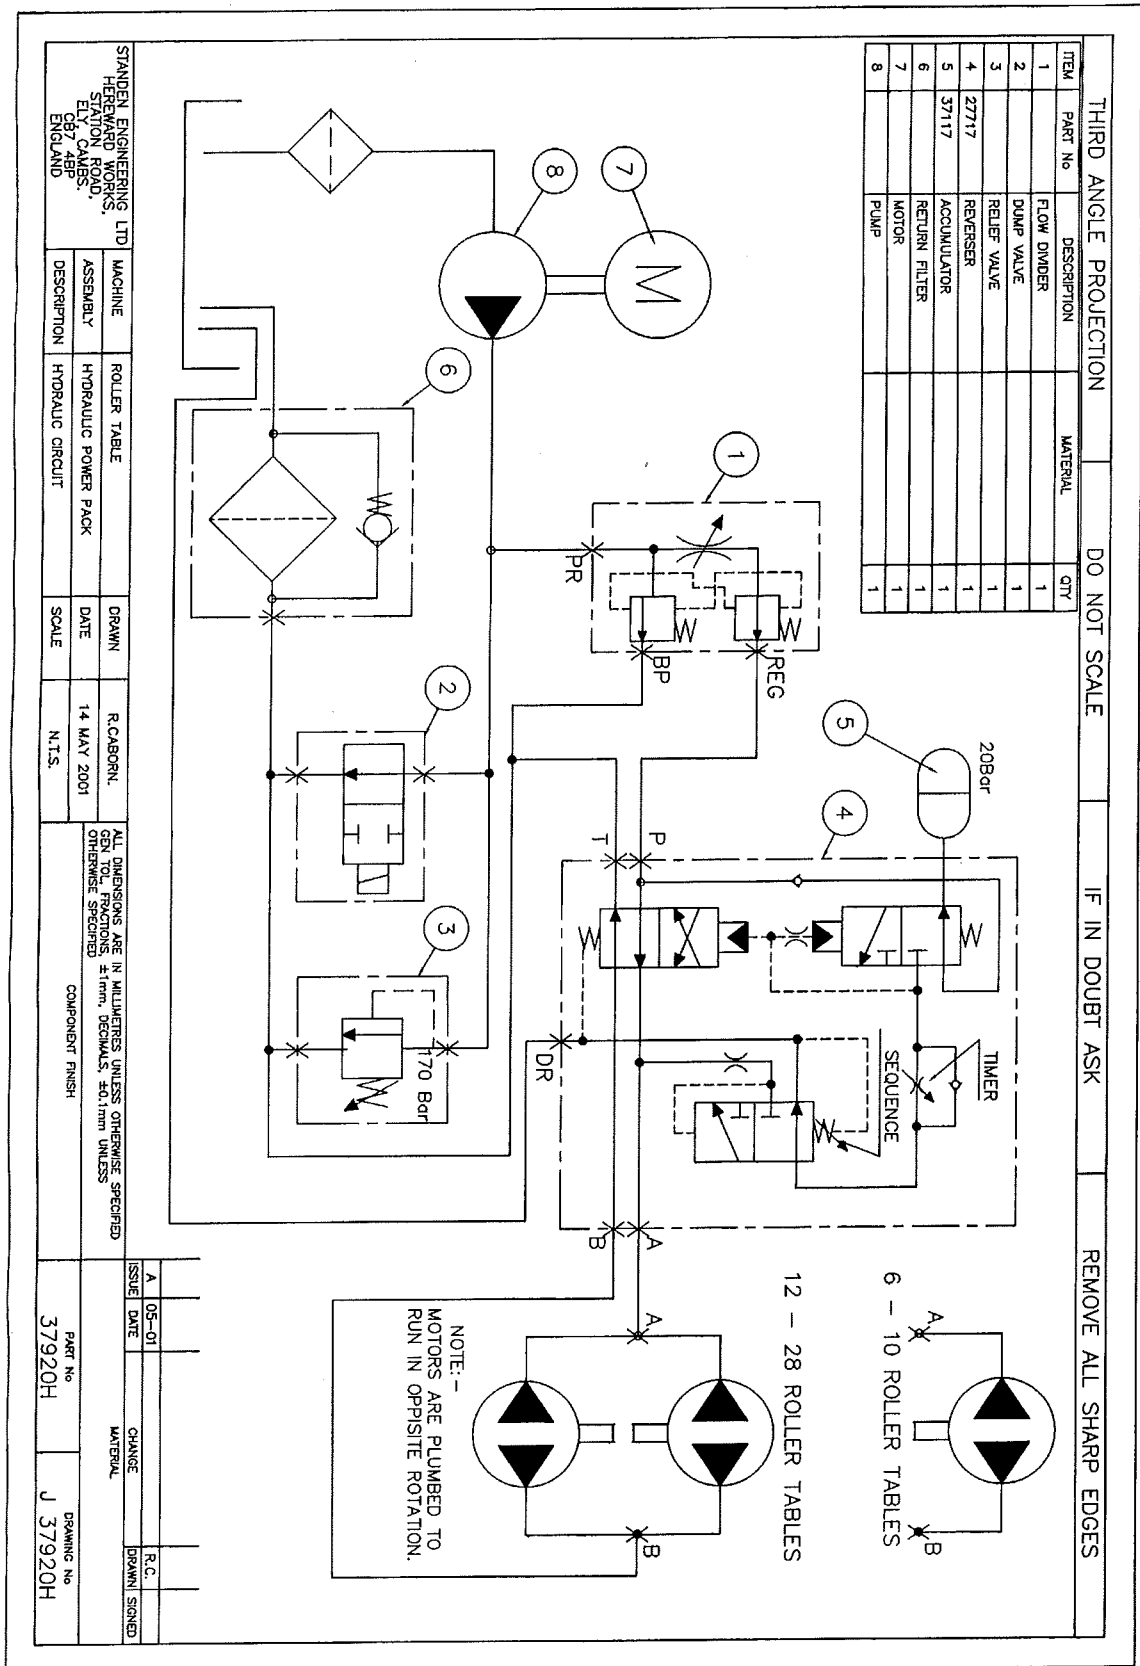 THIRD ANGLE PROJECTION
DO NOT SCALE
IF IN DOUBT ASK
REMOVE ALL SHARP EDGES
ITEM PART No DESCRIPTION MATERIAL QTY
1 FLOW DIVIDER 1
2 DUMP VALVE 1
3 RELIEF VALVE 1
4 27717 REVERSER 1
5 37117 ACCUMULATOR 1
6 RETURN FILTER 1
7 MOTOR 1
8 PUMP 1
7
8
6
1
PR
BP
REG
2
3
170 Bar
5
20Bar
4
T
P
DR
TIMER
SEQUENCE
B
A
6 - 10 ROLLER TABLES
A
B
12 - 28 ROLLER TABLES
A
B
M
NOTE:-
MOTORS ARE PLUMBED TO
RUN IN OPPISITE ROTATION.
STANDEN ENGINEERING LTD
HEREWARD WORKS,
STATION ROAD,
ELY, CAMBS.
CB7 4BP
ENGLAND
MACHINE ROLLER TABLE
ASSEMBLY HYDRAULIC POWER PACK
DESCRIPTION HYDRALIC CIRCUIT
DRAWN R.CABORN.
DATE 14 MAY 2001
SCALE N.T.S.
ALL DIMENSIONS ARE IN MILLIMETRES UNLESS OTHERWISE SPECIFIED
GEN TOL, FRACTIONS, ±1mm, DECIMALS, ±0.1mm UNLESS
OTHERWISE SPECIFIED
COMPONENT FINISH
A 05-01 R.C.
ISSUE DATE CHANGE DRAWN SIGNED
MATERIAL
PART No
37920H
DRAWING No
J 37920H